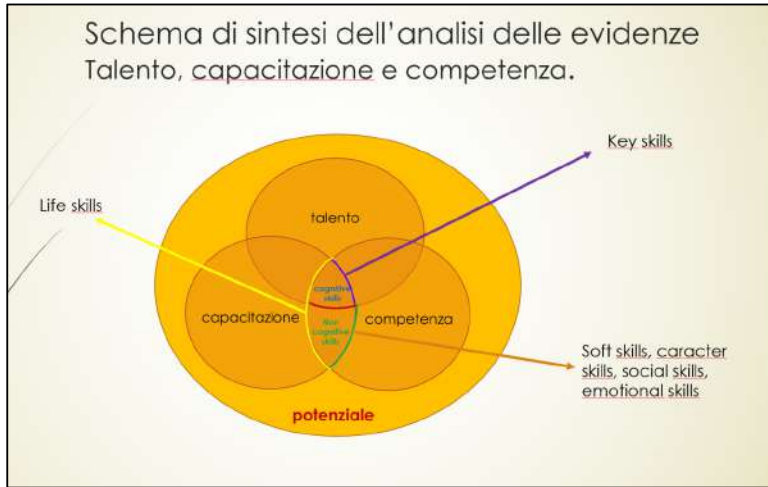 Schema di sintesi dell'analisi delle evidenze
Talento, capacitazione e competenza.
Key skills
Life skills
talento
cognitive
skills
capacitazione
competenza
Non
cognitive
skills
Soft skills, caracter
skills, social skills,
emotional skills
potenziale